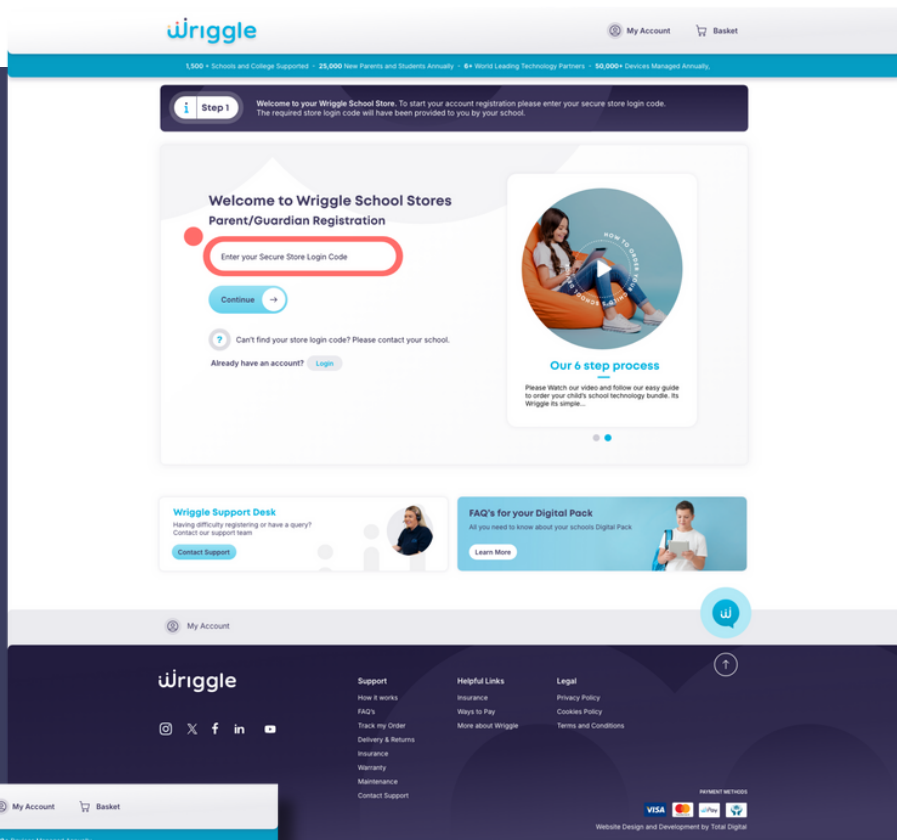 wriggle
My Account
Basket
1,500 + Schools and College Supported - 25,000 New Parents and Students Annually - 6+ World Leading Technology Partners - 50,000+ Devices Managed Annually,
i
Step 1
Welcome to your Wriggle School Store. To start your account registration please enter your secure store login code.
The required store login code will have been provided to you by your school.
Welcome to Wriggle School Stores
Parent/Guardian Registration
Enter your Secure Store Login Code
Continue
?
Can't find your store login code? Please contact your school.
Already have an account?
Login
HOW TO ORDER YOUR CHILD'S SCHOOL DEV
Our 6 step process
Please Watch our video and follow our easy guide
to order your child's school technology bundle. Its
Wriggle its simple...
Wriggle Support Desk
Having difficulty registering or have a query?
Contact our support team
Contact Support
FAQ's for your Digital Pack
All you need to know about your schools Digital Pack
Learn More
My Account
wriggle
Support
How it works
FAQ's
Track my Order
Delivery & Returns
Insurance
Warranty
Maintenance
Contact Support
Helpful Links
Insurance
Ways to Pay
More about Wriggle
Legal
Privacy Policy
Cookies Policy
Terms and Conditions
PAYMENT METHODS
VISA
Website Design and Development by Total Digital
My Account
Basket